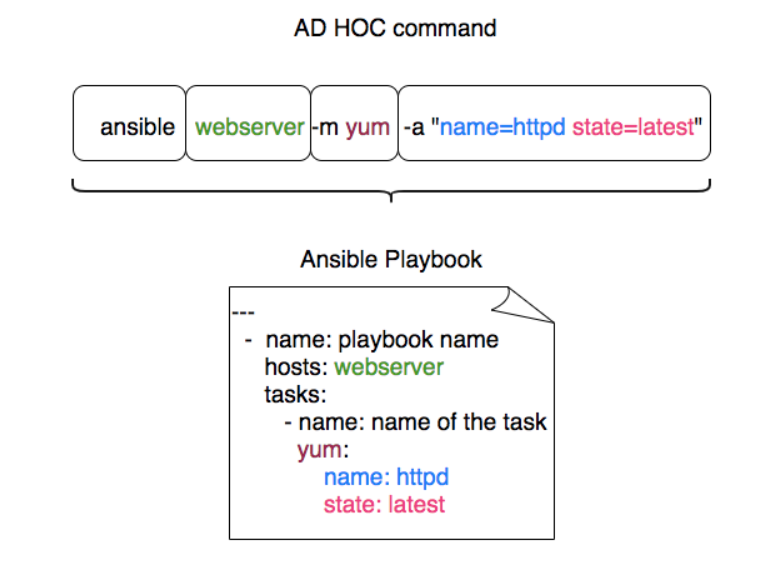 AD HOC command
ansible webserver -m yum -a "name=httpd state=latest"
Ansible Playbook
---
- name: playbook name
hosts: webserver
tasks:
- name: name of the task
yum:
name: httpd
state: latest